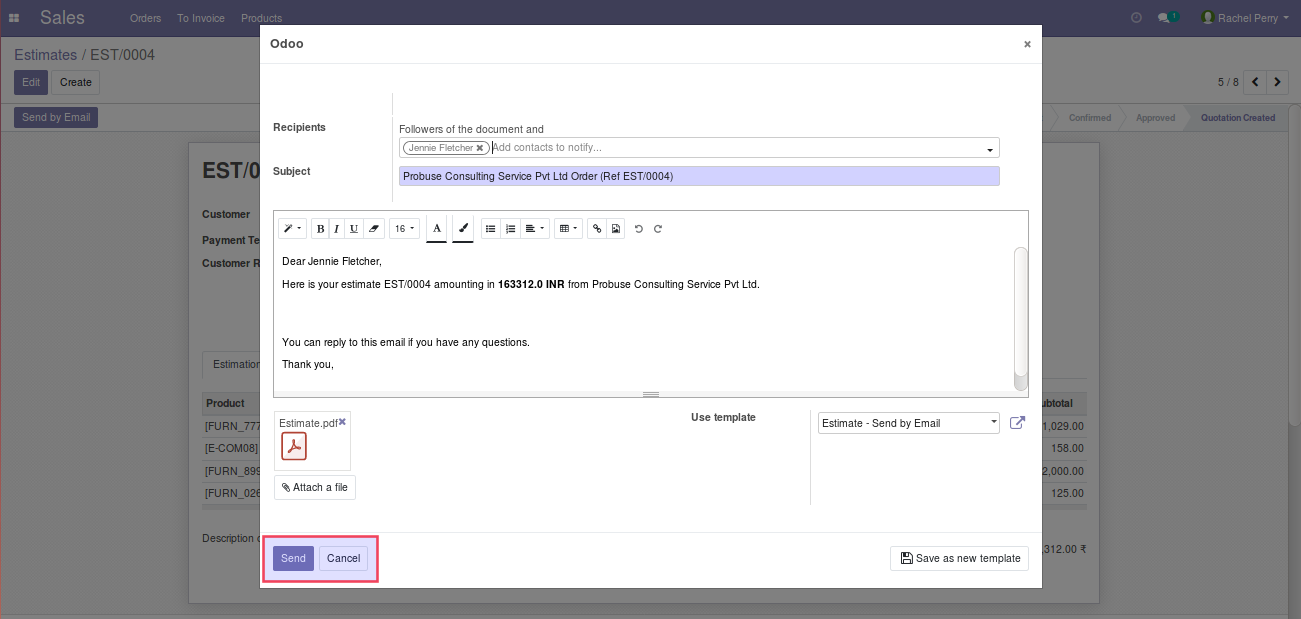 Sales Orders To Invoice Products 1 Rachel Perry
Estimates / EST/0004
Edit Create 5 / 8
Send by Email Confirmed Approved Quotation Created
Odoo ×
Recipients
Followers of the document and
Jennie Fletcher Add contacts to notify...
Subject
Probuse Consulting Service Pvt Ltd Order (Ref EST/0004)
B I U 16 A
Dear Jennie Fletcher,
Here is your estimate EST/0004 amounting in 163312.0 INR from Probuse Consulting Service Pvt Ltd.
You can reply to this email if you have any questions.
Thank you,
Estimate.pdf
Attach a file
Use template
Estimate - Send by Email
Send Cancel Save as new template
EST/0
Customer
Payment Te
Customer R
Estimation
Product ubtotal
[FURN_777 1,029.00
[E-COM08] 158.00
[FURN_899 2,000.00
[FURN_026 125.00
Description ,312.00 ₹